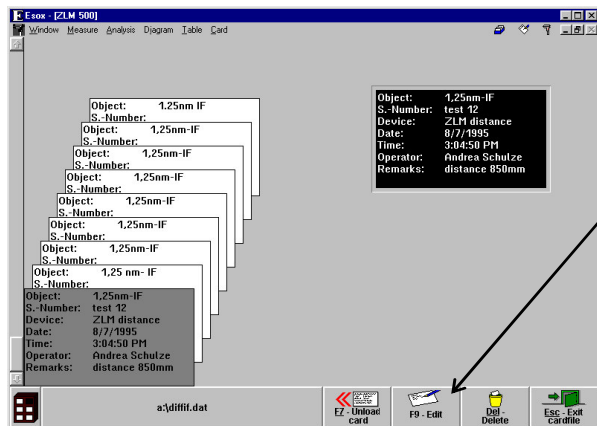 Esox - [ZLM 500]
Window Measure Analysis Djagram Table Card
Object: 1,25nm IF
S.-Number:
Object: 1,25nm-IF
S.-Number:
Object: 1,25nm-IF
S.-Number:
Object: 1,25nm-IF
S.-Number:
Object: 1,25nm-IF
S.-Number:
Object: 1,25nm-IF
S.-Number:
Object: 1,25nm-IF
S.-Number:
Object: 1,25 nm- IF
S.-Number:
Object: 1,25nm-IF
S.-Number: test 12
Device: ZLM distance
Date: 8/7/1995
Time: 3:04:50 PM
Operator: Andrea Schulze
Remarks: distance 850mm
Object: 1,25nm-IF
S.-Number: test 12
Device: ZLM distance
Date: 8/7/1995
Time: 3:04:50 PM
Operator: Andrea Schulze
Remarks: distance 850mm
a:\diffif.dat
F7 - Unload
card
F9 - Edit
Del -
Delete
Esc - Exit
cardfile